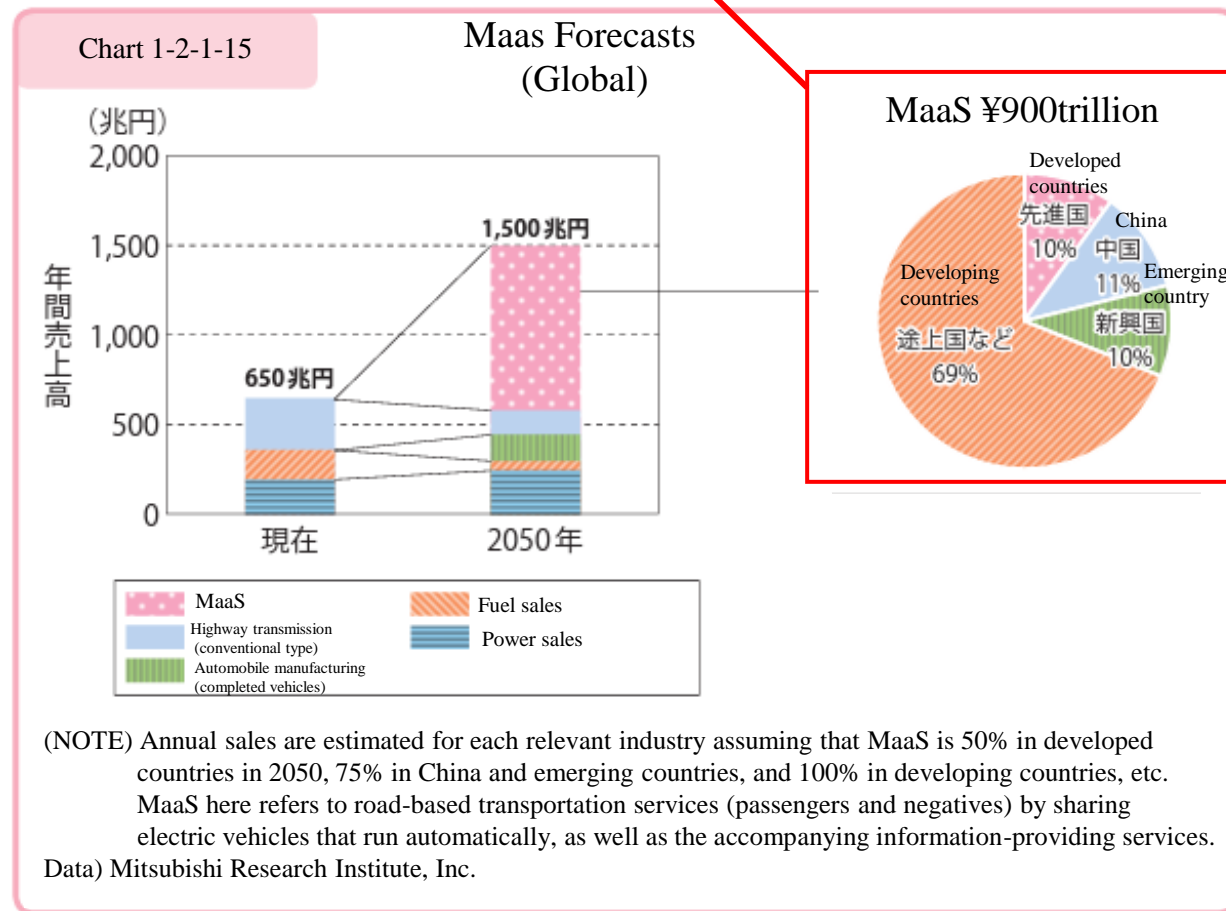 Chart 1-2-1-15
Maas Forecasts
(Global)
(兆円)
2,000
1,500
1,000
500
0
年間売上高
650兆円
1,500兆円
現在
2050年
MaaS ¥900trillion
Developed
countries
先進国
10%
China
中国
11%
Emerging
country
新興国
10%
Developing
countries
途上国など
69%
MaaS
Highway transmission
(conventional type)
Automobile manufacturing
(completed vehicles)
Fuel sales
Power sales
(NOTE) Annual sales are estimated for each relevant industry assuming that MaaS is 50% in developed
countries in 2050, 75% in China and emerging countries, and 100% in developing countries, etc.
MaaS here refers to road-based transportation services (passengers and negatives) by sharing
electric vehicles that run automatically, as well as the accompanying information-providing services.
Data) Mitsubishi Research Institute, Inc.